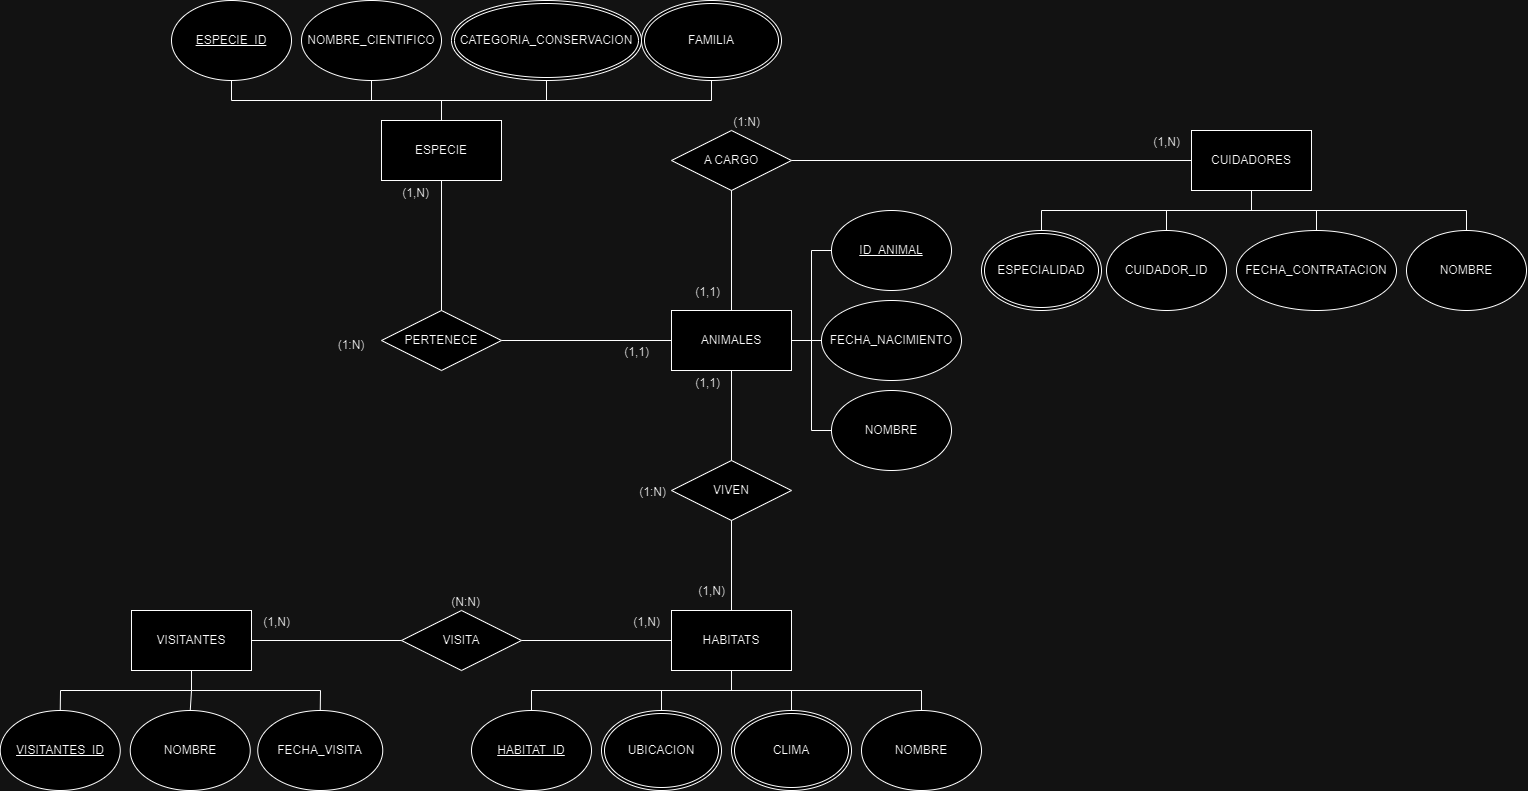 ESPECIE_ID
NOMBRE_CIENTIFICO
CATEGORIA_CONSERVACION
FAMILIA
ESPECIE
(1,N)
(1:N)
A CARGO
(1,N)
CUIDADORES
ESPECIALIDAD
CUIDADOR_ID
FECHA_CONTRATACION
NOMBRE
ID_ANIMAL
(1,1)
(1:N)
PERTENECE
(1,1)
ANIMALES
FECHA_NACIMIENTO
(1,1)
NOMBRE
(1:N)
VIVEN
(1,N)
VISITANTES
(1,N)
(N:N)
VISITA
(1,N)
HABITATS
VISITANTES_ID
NOMBRE
FECHA_VISITA
HABITAT_ID
UBICACION
CLIMA
NOMBRE